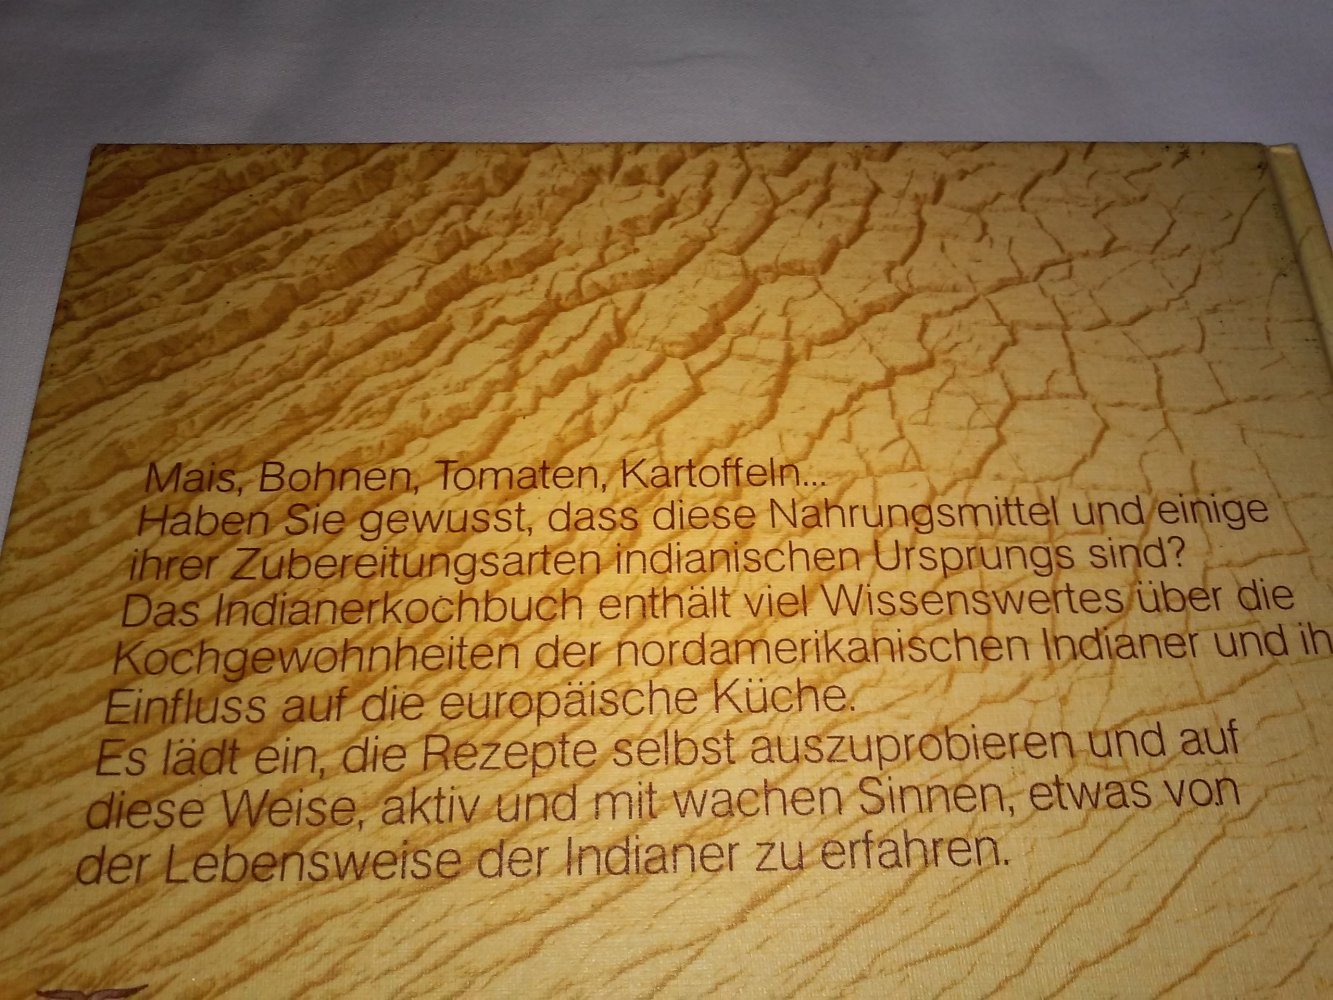 Mais, Bohnen, Tomaten, Kartoffeln...
Haben Sie gewusst, dass diese Nahrungsmittel und einige
ihrer Zubereitungsarten indianischen Ursprungs sind?
Das Indianerkochbuch enthält viel Wissenswertes über die
Kochgewohnheiten der nordamerikanischen Indianer und
Einfluss auf die europäische Küche.
Es lädt ein, die Rezepte selbst auszuprobieren und auf
diese Weise, aktiv und mit wachen Sinnen, etwas von
der Lebensweise der Indianer zu erfahren.